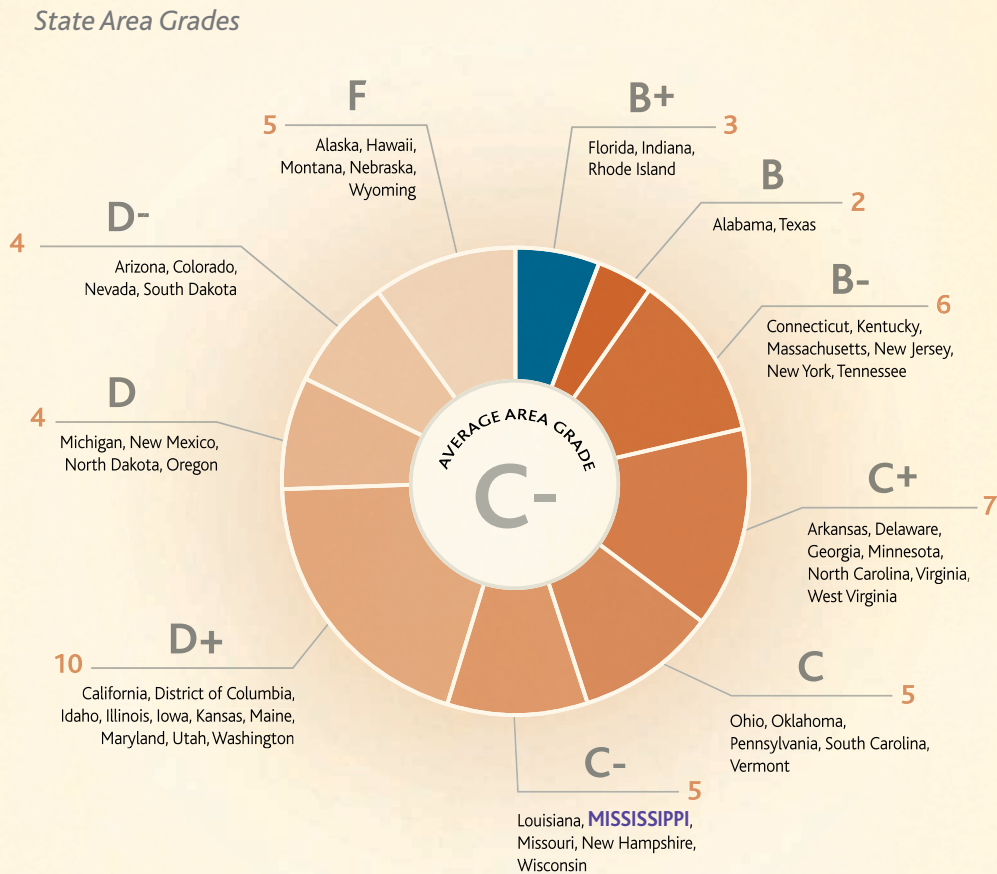 State Area Grades
F
5
Alaska, Hawaii,
Montana, Nebraska,
Wyoming
B+
3
Florida, Indiana,
Rhode Island
B
2
Alabama, Texas
D-
4
Arizona, Colorado,
Nevada, South Dakota
B-
6
Connecticut, Kentucky,
Massachusetts, New Jersey,
New York, Tennessee
D
4
Michigan, New Mexico,
North Dakota, Oregon
AVERAGE AREA GRADE
C-
C+
7
Arkansas, Delaware,
Georgia, Minnesota,
North Carolina, Virginia,
West Virginia
D+
10
California, District of Columbia,
Idaho, Illinois, Iowa, Kansas, Maine,
Maryland, Utah, Washington
C
5
Ohio, Oklahoma,
Pennsylvania, South Carolina,
Vermont
C-
5
Louisiana, MISSISSIPPI,
Missouri, New Hampshire,
Wisconsin